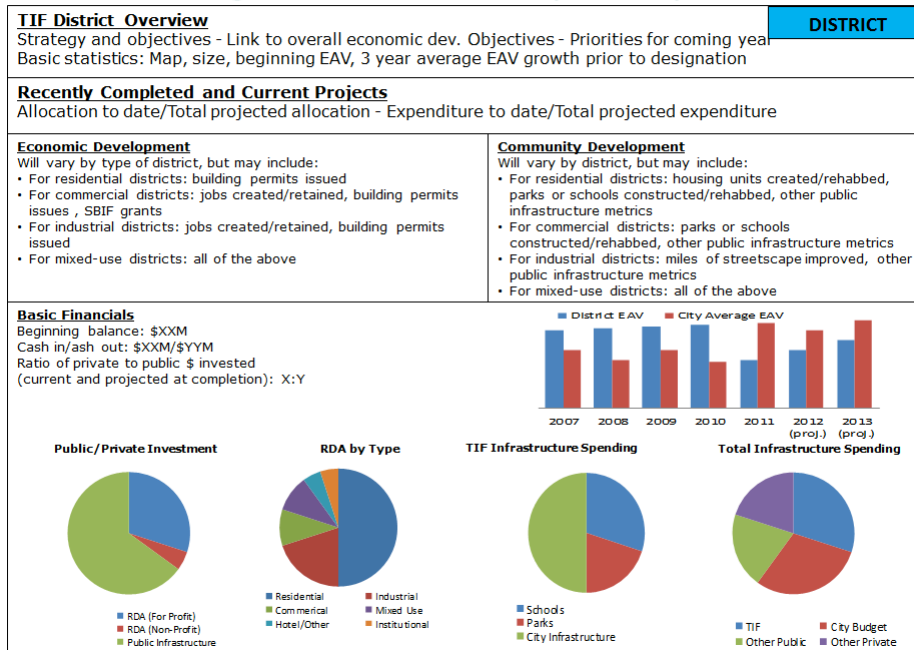 TIF District Overview
DISTRICT
Strategy and objectives - Link to overall economic dev. Objectives - Priorities for coming year
Basic statistics: Map, size, beginning EAV, 3 year average EAV growth prior to designation
Recently Completed and Current Projects
Allocation to date/Total projected allocation - Expenditure to date/Total projected expenditure
Economic Development
Will vary by type of district, but may include:
• For residential districts: building permits issued
• For commercial districts: jobs created/retained, building permits
issues , SBIF grants
• For industrial districts: jobs created/retained, building permits
issued
• For mixed-use districts: all of the above
Community Development
Will vary by district, but may include:
• For residential districts: housing units created/rehabbed,
parks or schools constructed/rehabbed, other public
infrastructure metrics
• For commercial districts: parks or schools
constructed/rehabbed, other public infrastructure metrics
• For industrial districts: miles of streetscape improved, other
public infrastructure metrics
• For mixed-use districts: all of the above
Basic Financials
Beginning balance: $XXM
Cash in/ash out: $XXM/$YYM
Ratio of private to public $ invested
(current and projected at completion): X:Y
District EAV City Average EAV
2007 2008 2009 2010 2011 2012 2013
(proj.) (proj.)
Public/Private Investment
RDA (For Profit)
RDA (Non-Profit)
Public Infrastructure
RDA by Type
Residential Industrial
Commerical Mixed Use
Hotel/Other Institutional
TIF Infrastructure Spending
Schools
Parks
City Infrastructure
Total Infrastructure Spending
TIF City Budget
Other Public Other Private